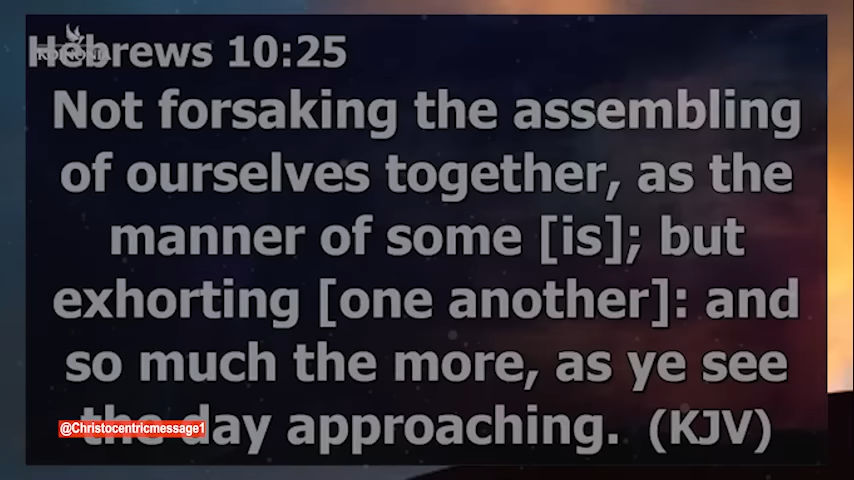 Hebrews 10:25
Not forsaking the assembling
of ourselves together, as the
manner of some [is]; but
exhorting [one another]: and
so much the more, as ye see
the day approaching. (KJV)
@Christocentricmessage1